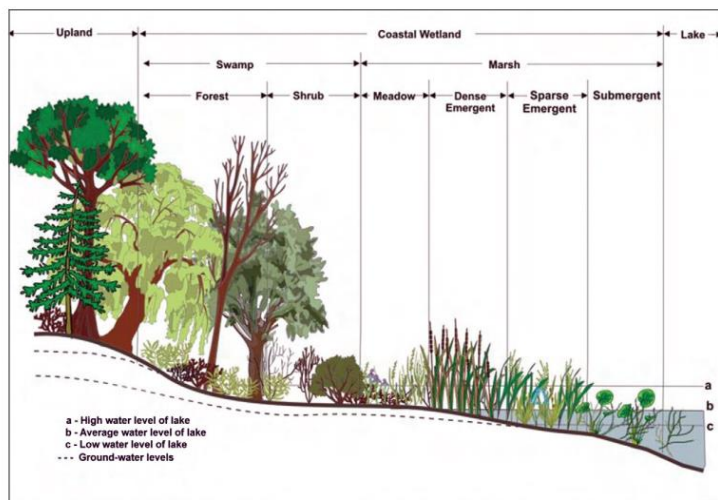 Upland
Coastal Wetland
Lake
Swamp
Marsh
Forest
Shrub
Meadow
Dense
Emergent
Sparse
Emergent
Submergent
a
b
c
a - High water level of lake
b - Average water level of lake
c - Low water level of lake
--- Ground-water levels